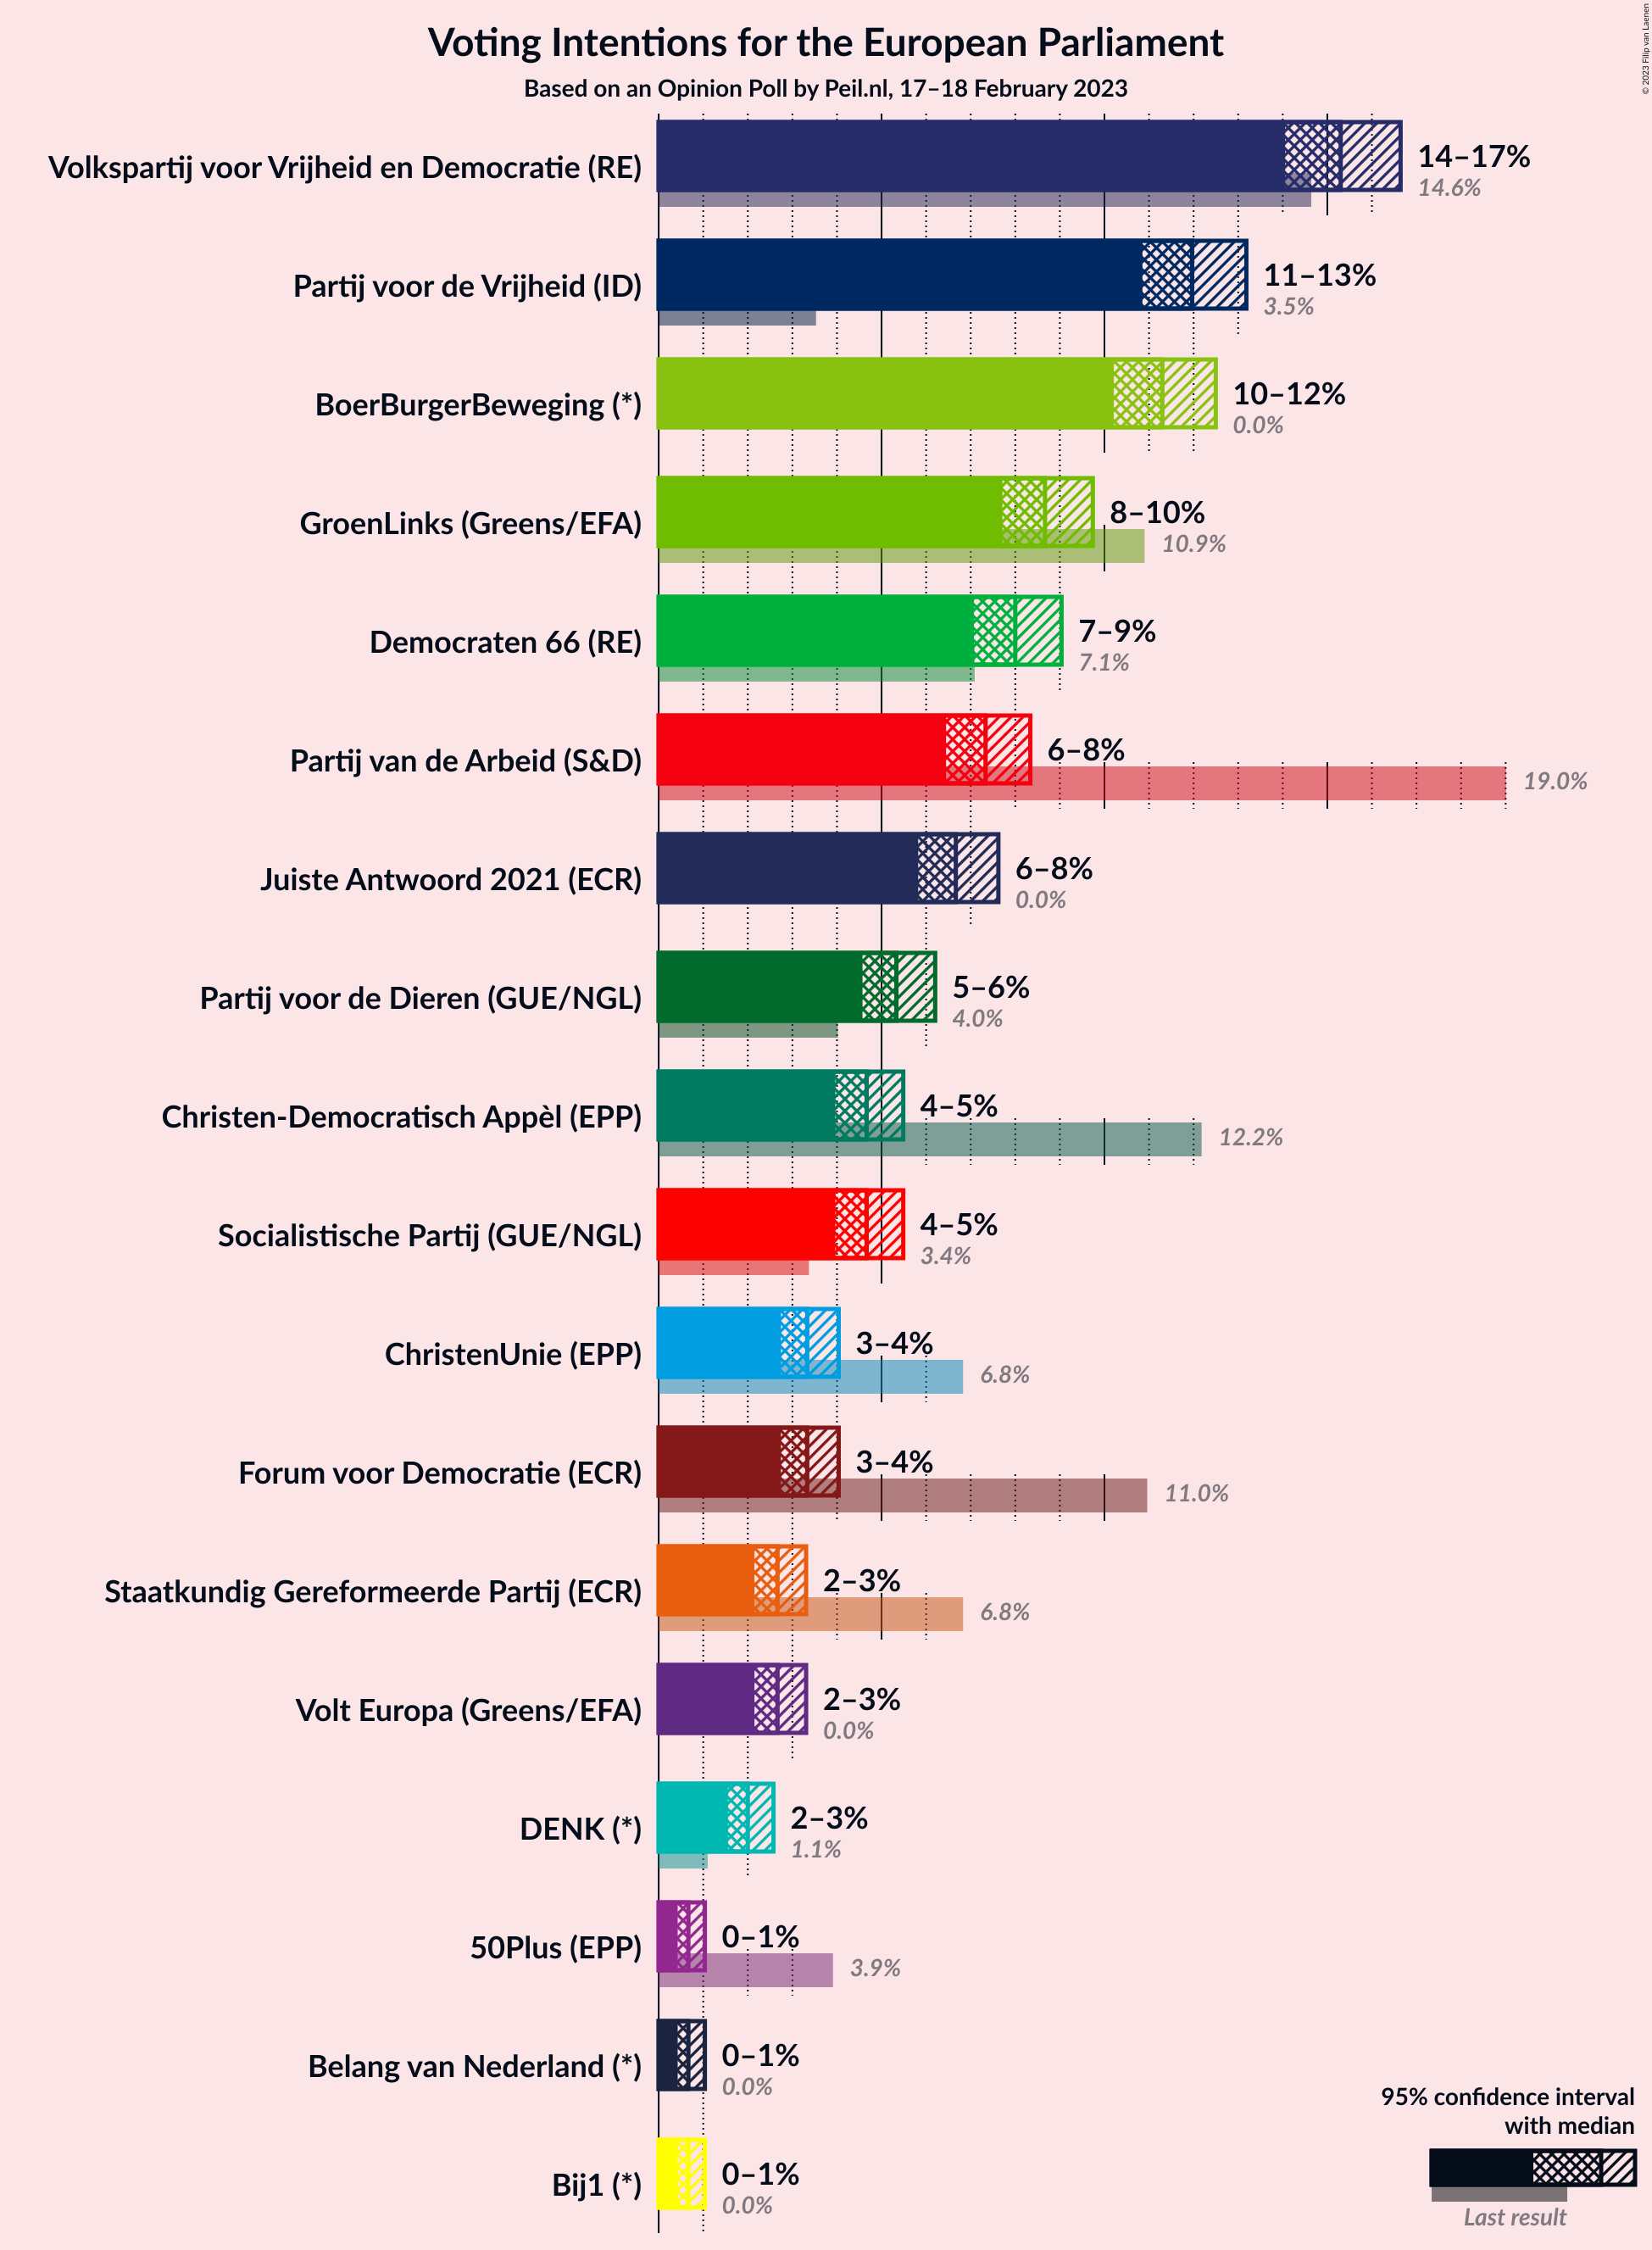 © 2023 Filip van Laenen
Voting Intentions for the European Parliament
Based on an Opinion Poll by Peil.nl, 17–18 February 2023
Volkspartij voor Vrijheid en Democratie (RE)
14–17%
14.6%
Partij voor de Vrijheid (ID)
11–13%
3.5%
BoerBurgerBeweging (*)
10–12%
0.0%
GroenLinks (Greens/EFA)
8–10%
10.9%
Democraten 66 (RE)
7–9%
7.1%
Partij van de Arbeid (S&D)
6–8%
19.0%
Juiste Antwoord 2021 (ECR)
6–8%
0.0%
Partij voor de Dieren (GUE/NGL)
5–6%
4.0%
Christen-Democratisch Appèl (EPP)
4–5%
12.2%
Socialistische Partij (GUE/NGL)
4–5%
3.4%
ChristenUnie (EPP)
3–4%
6.8%
Forum voor Democratie (ECR)
3–4%
11.0%
Staatkundig Gereformeerde Partij (ECR)
2–3%
6.8%
Volt Europa (Greens/EFA)
2–3%
0.0%
DENK (*)
2–3%
1.1%
50Plus (EPP)
0–1%
3.9%
Belang van Nederland (*)
0–1%
0.0%
Bij1 (*)
0–1%
0.0%
95% confidence interval
with median
Last result